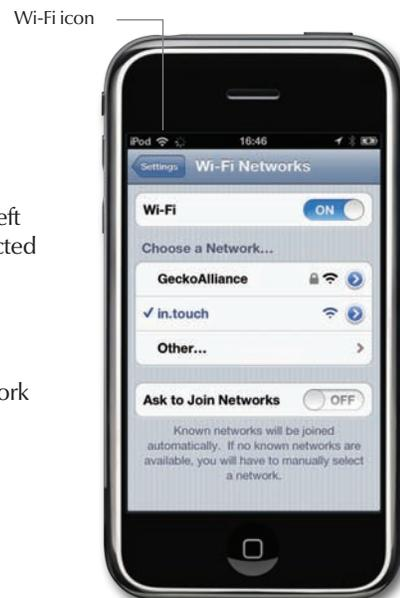 Wi-Fi icon
iPod 16:46
Settings Wi-Fi Networks
Wi-Fi ON
eft
cted
Choose a Network...
GeckoAlliance
in.touch
ork
Other...
Ask to Join Networks OFF
Known networks will be joined
automatically. If no known networks are
available, you will have to manually select
a network.